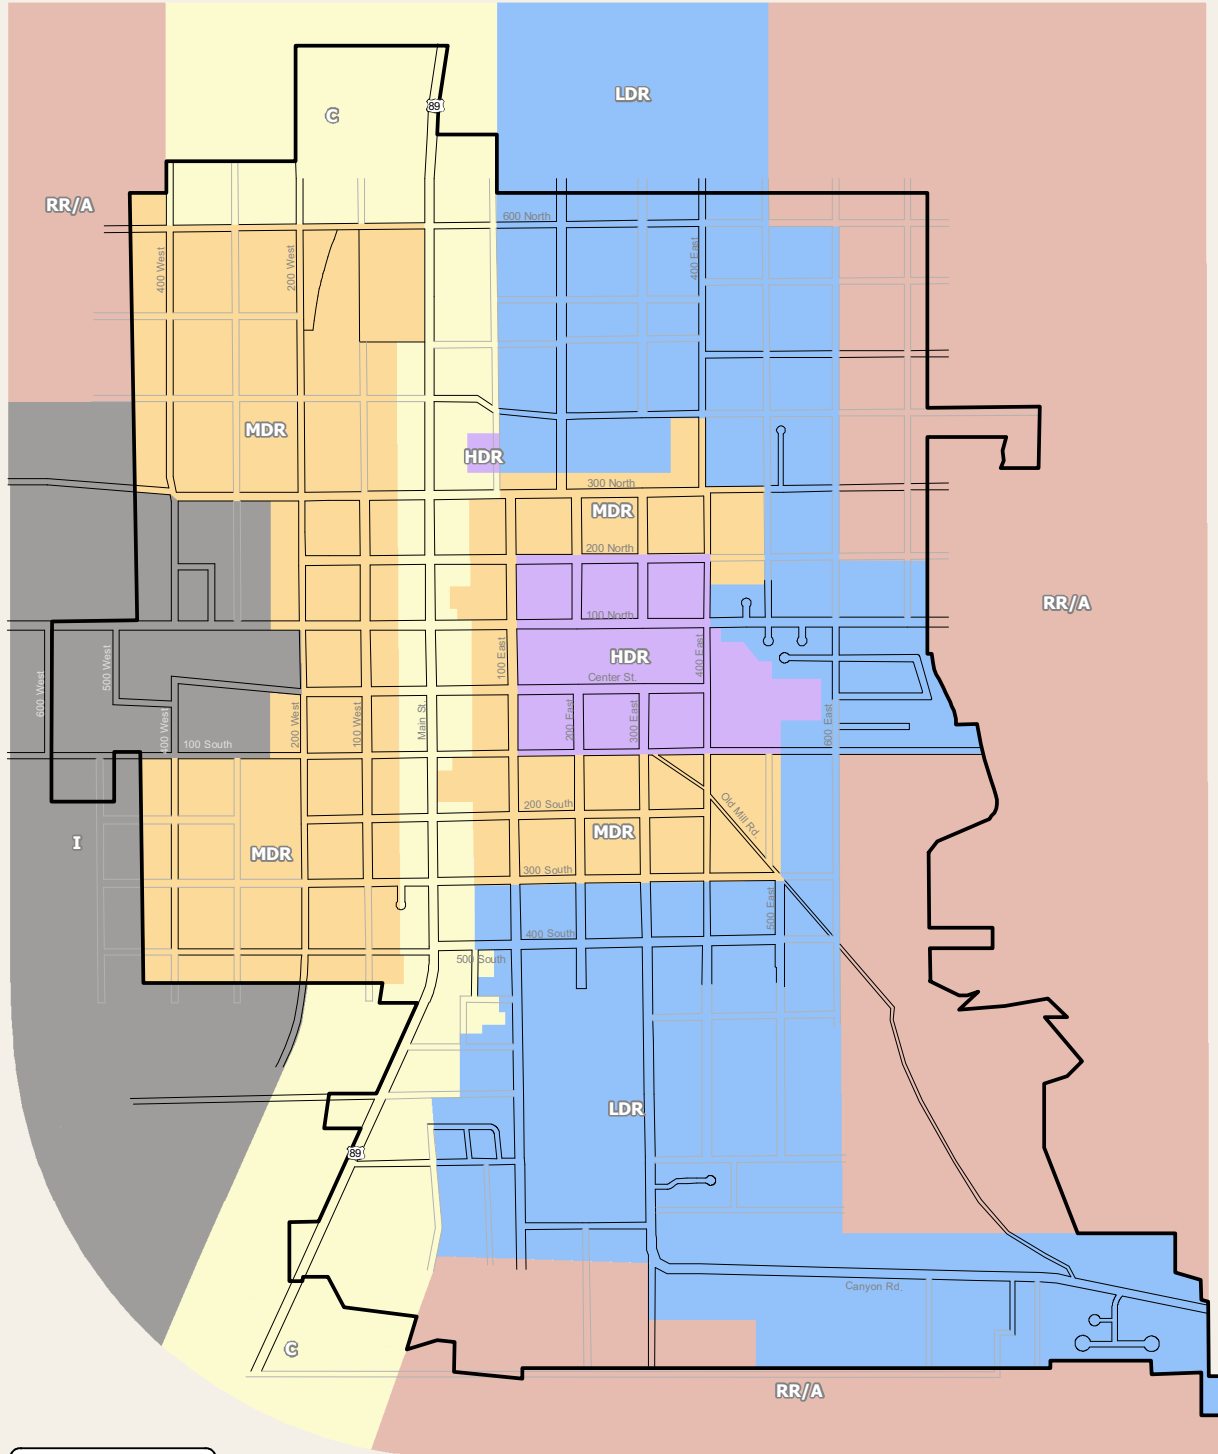 LDR
89
C
RR/A
600 North
400 West
200 West
400 East
MDR
HDR
300 North
MDR
200 North
RR/A
100 North
100 East
HDR
400 East
Center St.
500 West
600 West
200 West
100 West
Main St.
200 East
300 East
600 East
400 West
100 South
200 South
Old Mill Rd.
MDR
I
MDR
300 South
500 East
400 South
500 South
LDR
89
Canyon Rd.
C
RR/A